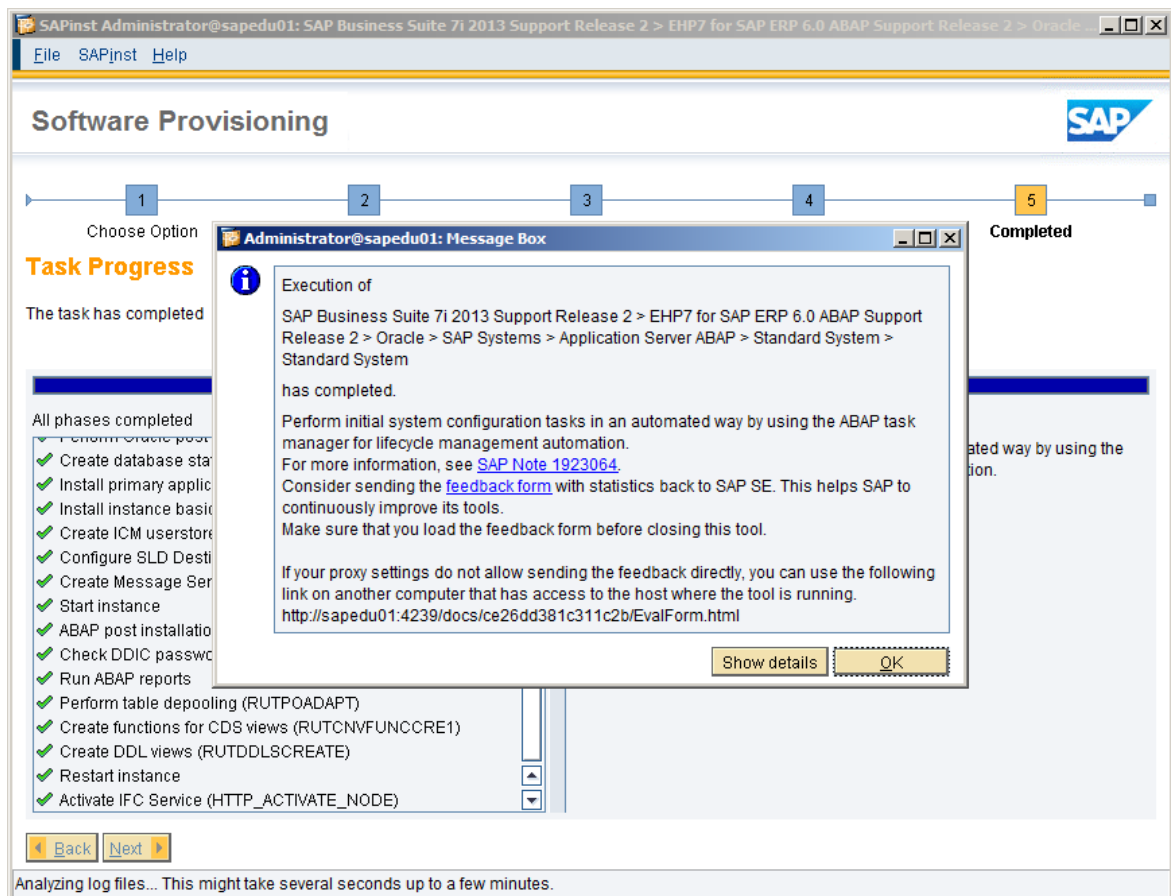 SAPinst Administrator@sapedu01: SAP Business Suite 7i 2013 Support Release 2 > EHP7 for SAP ERP 6.0 ABAP Support Release 2 > Oracle ...
File SAPinst Help
Software Provisioning
SAP
1 2 3 4 5
Choose Option Completed
Task Progress
The task has completed
Administrator@sapedu01: Message Box
Execution of
SAP Business Suite 7i 2013 Support Release 2 > EHP7 for SAP ERP 6.0 ABAP Support
Release 2 > Oracle > SAP Systems > Application Server ABAP > Standard System >
Standard System
has completed.
Perform initial system configuration tasks in an automated way by using the ABAP task
manager for lifecycle management automation.
For more information, see SAP Note 1923064.
Consider sending the feedback form with statistics back to SAP SE. This helps SAP to
continuously improve its tools.
Make sure that you load the feedback form before closing this tool.
If your proxy settings do not allow sending the feedback directly, you can use the following
link on another computer that has access to the host where the tool is running.
http://sapedu01:4239/docs/ce26dd381c311c2b/EvalForm.html
Show details OK
All phases completed
Perform Oracle post
Create database sta
Install primary applic
Install instance basi
Create ICM userstore
Configure SLD Desti
Create Message Ser
Start instance
ABAP post installatio
Check DDIC passwo
Run ABAP reports
Perform table depooling (RUTPOADAPT)
Create functions for CDS views (RUTCNVFUNCCRE1)
Create DDL views (RUTDDLSCREATE)
Restart instance
Activate IFC Service (HTTP_ACTIVATE_NODE)
ated way by using the
tion.
Back Next
Analyzing log files... This might take several seconds up to a few minutes.